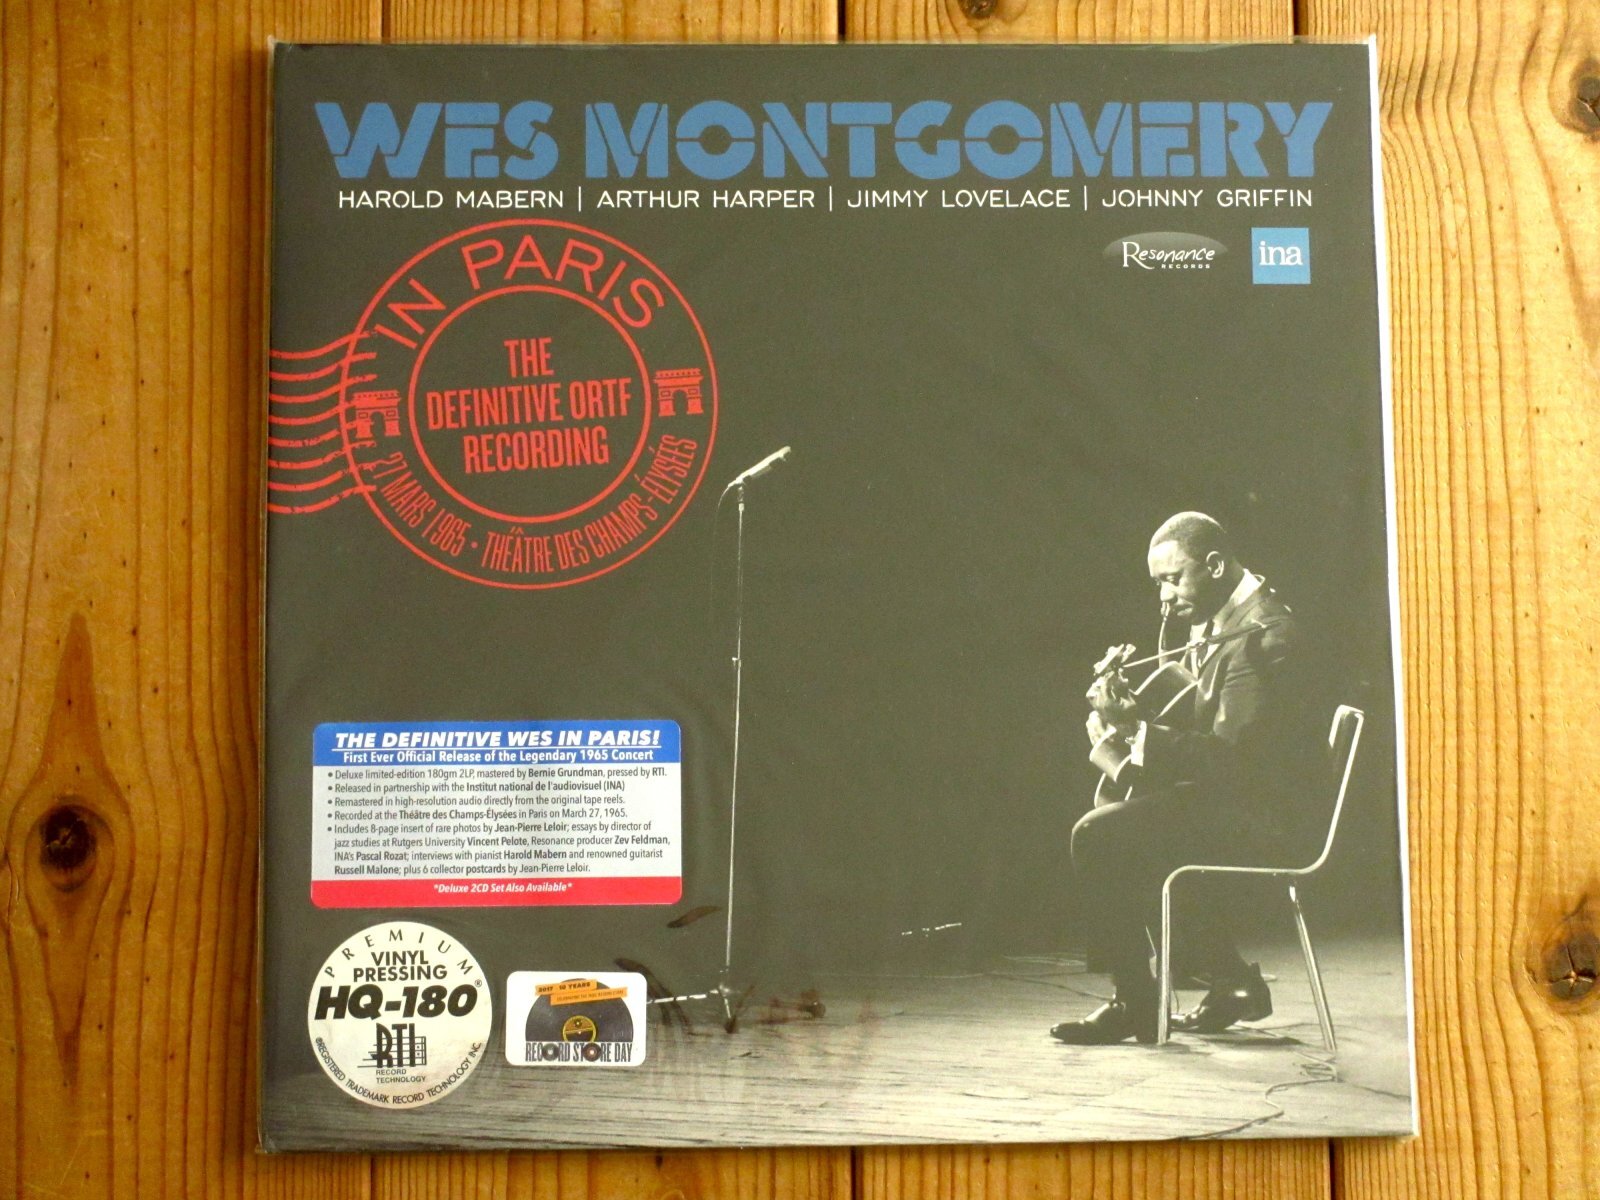 WES MONTGOMERY
HAROLD MABERN | ARTHUR HARPER | JIMMY LOVELACE | JOHNNY GRIFFIN
Resonance
RECORDS
ina
IN PARIS
THE
DEFINITIVE ORTF
RECORDING
27 MARS 1965 • THÉÂTRE DES CHAMPS-ÉLYSÉES
THE DEFINITIVE WES IN PARIS!
First Ever Official Release of the Legendary 1965 Concert
• Deluxe limited-edition 180gm 2LP, mastered by Bernie Grundman, pressed by RTI.
• Released in partnership with the Institut national de l'audiovisuel (INA)
• Remastered in high-resolution audio directly from the original tape reels.
• Recorded at the Théâtre des Champs-Élysées in Paris on March 27, 1965.
• Includes 8-page insert of rare photos by Jean-Pierre Leloir; essays by director of
jazz studies at Rutgers University Vincent Pelote, Resonance producer Zev Feldman,
INA's Pascal Rozat; interviews with pianist Harold Mabern and renowned guitarist
Russell Malone; plus 6 collector postcards by Jean-Pierre Leloir.
*Deluxe 2CD Set Also Available*
PREMIUM
VINYL
PRESSING
HQ-180®
RTI
RECORD
TECHNOLOGY
®REGISTERED TRADEMARK RECORD TECHNOLOGY INC.
2017 10 YEARS
RECORD STORE DAY